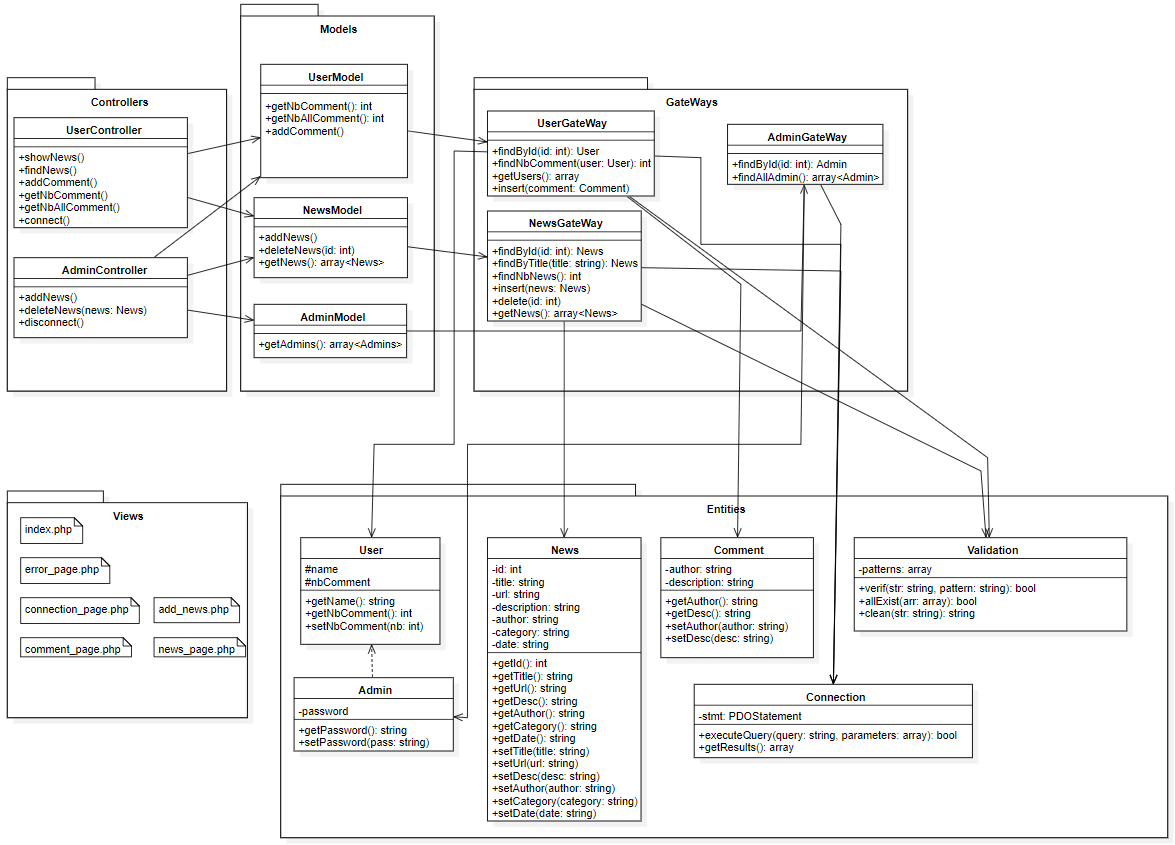 Models
UserModel
+getNbComment(): int
+getNbAllComment(): int
+addComment()
NewsModel
+addNews()
+deleteNews(id: int)
+getNews(): array<News>
AdminModel
+getAdmins(): array<Admins>
Controllers
UserController
+showNews()
+findNews()
+addComment()
+getNbComment()
+getNbAllComment()
+connect()
AdminController
+addNews()
+deleteNews(news: News)
+disconnect()
GateWays
UserGateWay
+findById(id: int): User
+findNbComment(user: User): int
+getUsers(): array
+insert(comment: Comment)
AdminGateWay
+findById(id: int): Admin
+findAllAdmin(): array<Admin>
NewsGateWay
+findById(id: int): News
+findByTitle(title: string): News
+findNbNews(): int
+insert(news: News)
+delete(id: int)
+getNews(): array<News>
Views
index.php
error_page.php
connection_page.php
add_news.php
comment_page.php
news_page.php
Entities
User
#name
#nbComment
+getName(): string
+getNbComment(): int
+setNbComment(nb: int)
Admin
-password
+getPassword(): string
+setPassword(pass: string)
News
-id: int
-title: string
-url: string
-description: string
-author: string
-category: string
-date: string
+getId(): int
+getTitle(): string
+getUrl(): string
+getDesc(): string
+getAuthor(): string
+getCategory(): string
+getDate(): string
+setTitle(title: string)
+setUrl(url: string)
+setDesc(desc: string)
+setAuthor(author: string)
+setCategory(category: string)
+setDate(date: string)
Comment
-author: string
-description: string
+getAuthor(): string
+getDesc(): string
+setAuthor(author: string)
+setDesc(desc: string)
Validation
-patterns: array
+verif(str: string, pattern: string): bool
+allExist(arr: array): bool
+clean(str: string): string
Connection
-stmt: PDOStatement
+executeQuery(query: string, parameters: array): bool
+getResults(): array